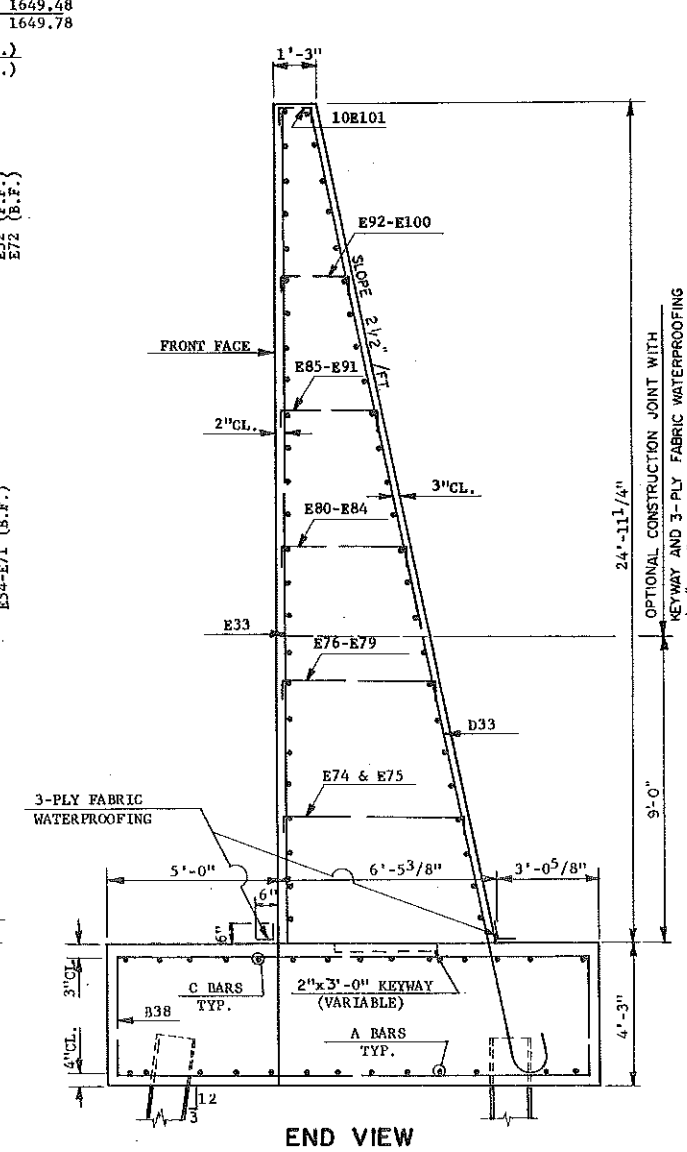 1649.48
1649.78
.)
.)
1'-3"
10E101
E72 (B.F.)
E92-E100
SLOPE 2 1/2" /FT
FRONT FACE
E85-E91
2"CL.
3"CL.
E80-E84
E54-E71 (B.F.)
24'-11 1/4"
OPTIONAL CONSTRUCTION JOINT WITH
KEYWAY AND 3-PLY FABRIC WATERPROOFING
E33
E76-E79
D33
9'-0"
E74 & E75
3-PLY FABRIC
WATERPROOFING
5'-0"
6'-5 3/8"
3'-0 5/8"
6"
6"
3"CL
C BARS
TYP.
2"x3'-0" KEYWAY
(VARIABLE)
B38
A BARS
TYP.
4"CL.
4'-3"
12
3
END VIEW